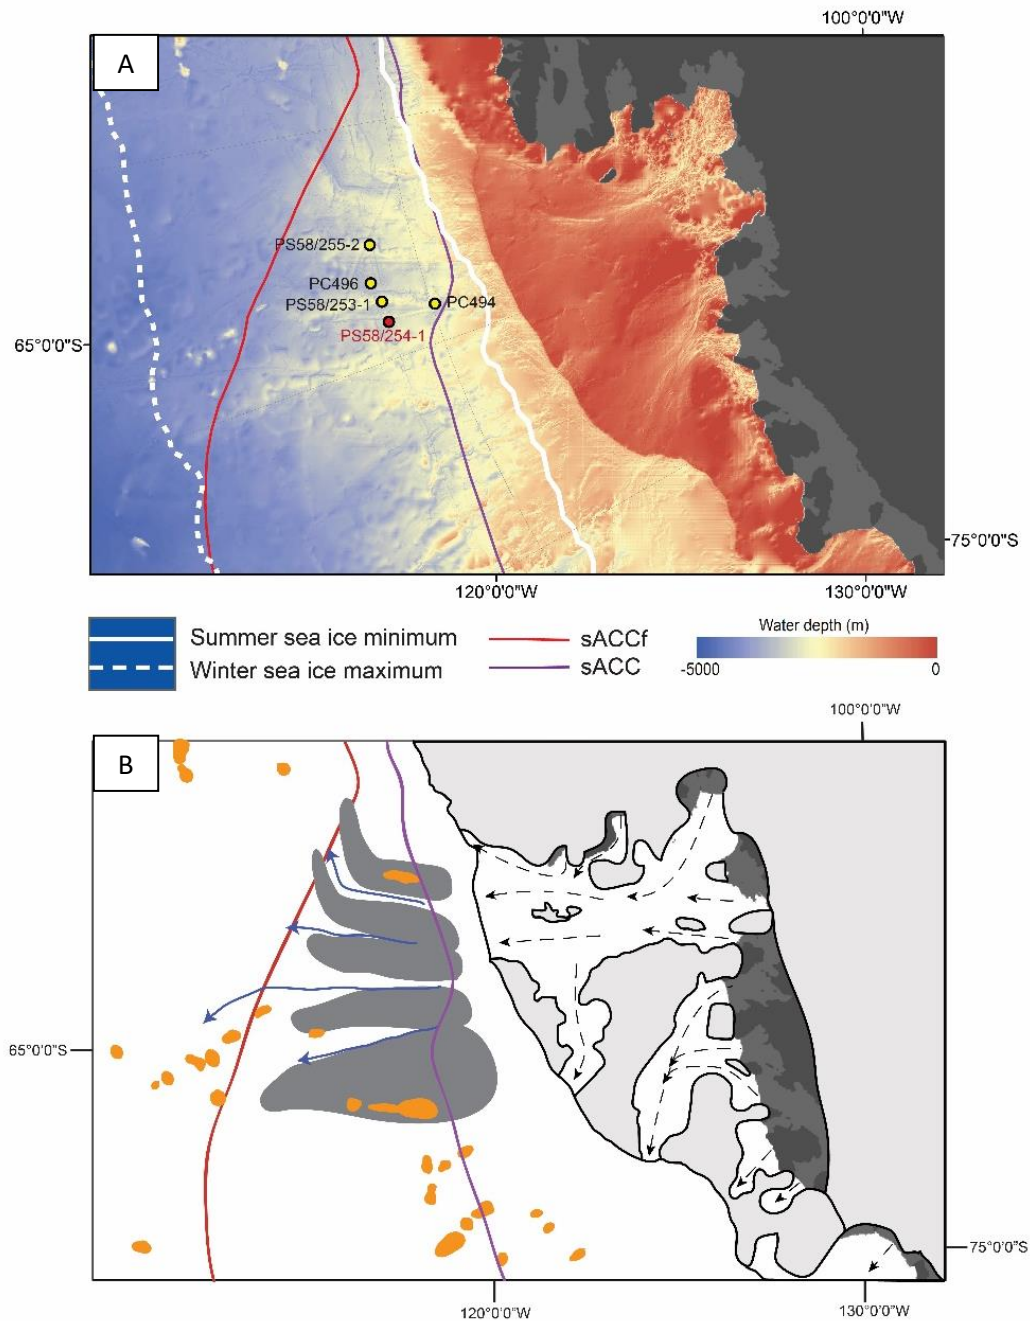 100°0'0"W
A
PS58/255-2
PC496
PS58/253-1
PC494
PS58/254-1
65°0'0"S
75°0'0"S
120°0'0"W
130°0'0"W
Summer sea ice minimum
Winter sea ice maximum
sACCf
sACC
Water depth (m)
-5000
0
100°0'0"W
B
65°0'0"S
75°0'0"S
120°0'0"W
130°0'0"W